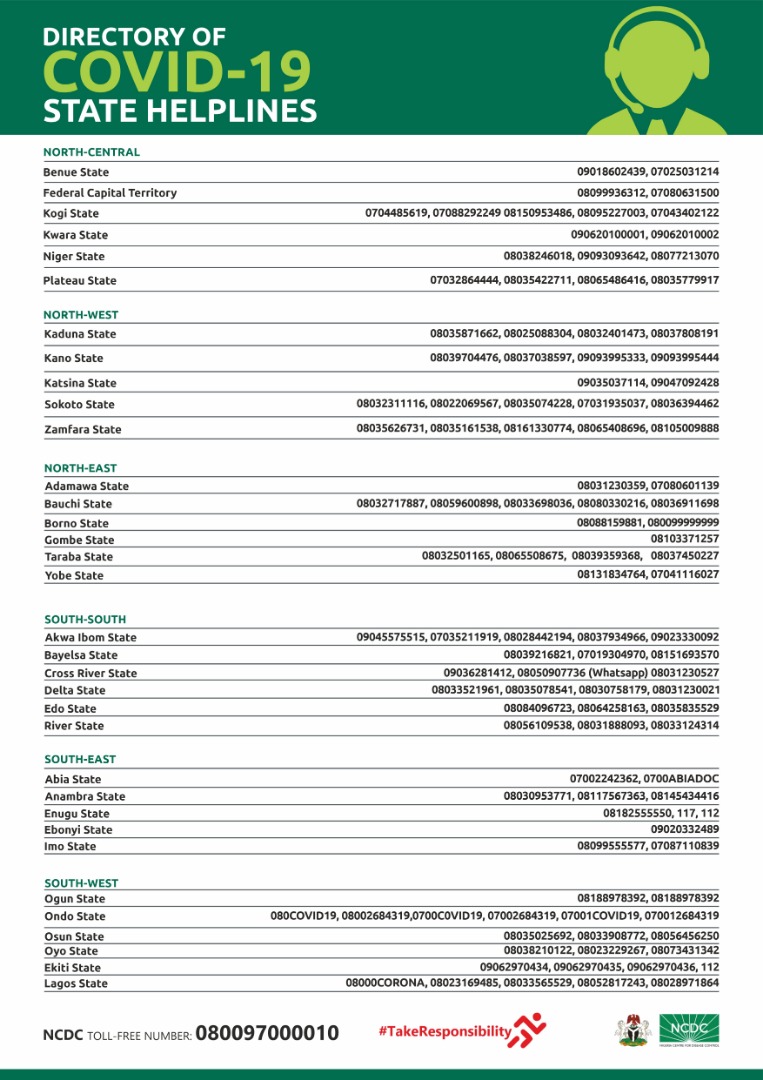 DIRECTORY OF
COVID-19
STATE HELPLINES
NORTH-CENTRAL
Benue State 09018602439, 07025031214
Federal Capital Territory 08099936312, 07080631500
Kogi State 0704485619, 07088292249 08150953486, 08095227003, 07043402122
Kwara State 090620100001, 09062010002
Niger State 08038246018, 09093093642, 08077213070
Plateau State 07032864444, 08035422711, 08065486416, 08035779917
NORTH-WEST
Kaduna State 08035871662, 08025088304, 08032401473, 08037808191
Kano State 08039704476, 08037038597, 09093995333, 09093995444
Katsina State 09035037114, 09047092428
Sokoto State 08032311116, 08022069567, 08035074228, 07031935037, 08036394462
Zamfara State 08035626731, 08035161538, 08161330774, 08065408696, 08105009888
NORTH-EAST
Adamawa State 08031230359, 07080601139
Bauchi State 08032717887, 08059600898, 08033698036, 08080330216, 08036911698
Borno State 08088159881, 080099999999
Gombe State 08103371257
Taraba State 08032501165, 08065508675, 08039359368, 08037450227
Yobe State 08131834764, 07041116027
SOUTH-SOUTH
Akwa Ibom State 09045575515, 07035211919, 08028442194, 08037934966, 09023330092
Bayelsa State 08039216821, 07019304970, 08151693570
Cross River State 09036281412, 08050907736 (Whatsapp) 08031230527
Delta State 08033521961, 08035078541, 08030758179, 08031230021
Edo State 08084096723, 08064258163, 08035835529
River State 08056109538, 08031888093, 08033124314
SOUTH-EAST
Abia State 07002242362, 0700ABIADOC
Anambra State 08030953771, 08117567363, 08145434416
Enugu State 08182555550, 117, 112
Ebonyi State 09020332489
Imo State 08099555577, 07087110839
SOUTH-WEST
Ogun State 08188978392, 08188978392
Ondo State 080COVID19, 08002684319,0700C0VID19, 07002684319, 07001COVID19, 070012684319
Osun State 08035025692, 08033908772, 08056456250
Oyo State 08038210122, 08023229267, 08073431342
Ekiti State 09062970434, 09062970435, 09062970436, 112
Lagos State 08000CORONA, 08023169485, 08033565529, 08052817243, 08028971864
NCDC TOLL-FREE NUMBER: 080097000010
#TakeResponsibility
NCDC
NIGERIA CENTRE FOR DISEASE CONTROL